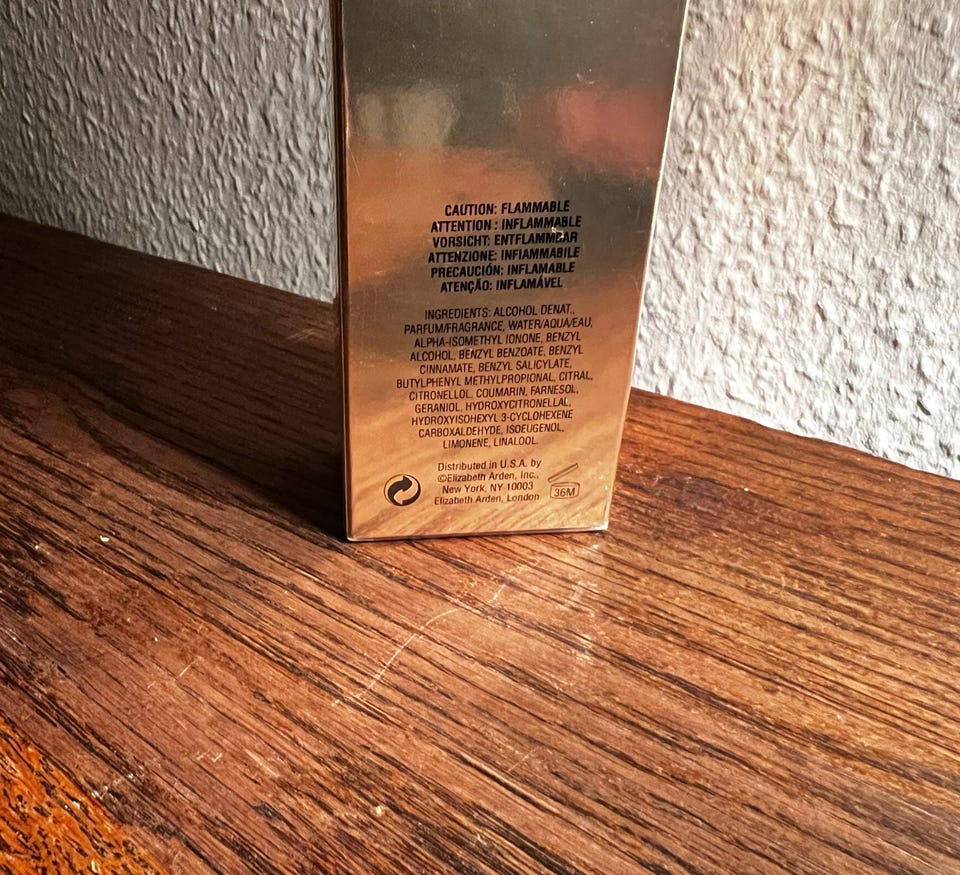 CAUTION: FLAMMABLE
ATTENTION : INFLAMMABLE
VORSICHT: ENTFLAMMBAR
ATTENZIONE: INFIAMMABILE
PRECAUCIÓN: INFLAMABLE
ATENÇÃO: INFLAMÁVEL
INGREDIENTS: ALCOHOL DENAT.,
PARFUM/FRAGRANCE, WATER/AQUA/EAU,
ALPHA-ISOMETHYL IONONE, BENZYL
ALCOHOL, BENZYL BENZOATE, BENZYL
CINNAMATE, BENZYL SALICYLATE,
BUTYLPHENYL METHYLPROPIONAL, CITRAL,
CITRONELLOL, COUMARIN, FARNESOL,
GERANIOL, HYDROXYCITRONELLAL,
HYDROXYISOHEXYL 3-CYCLOHEXENE
CARBOXALDEHYDE, ISOEUGENOL,
LIMONENE, LINALOOL.
Distributed in U.S.A. by
©Elizabeth Arden, Inc.,
New York, NY 10003
Elizabeth Arden, London
36M